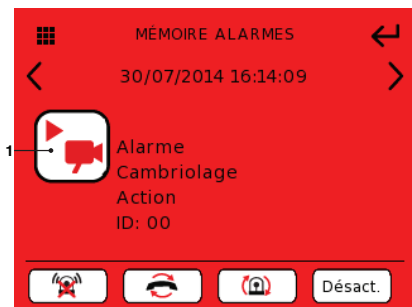 MÉMOIRE ALARMES
30/07/2014 16:14:09
1
Alarme
Cambriolage
Action
ID: 00
Désact.